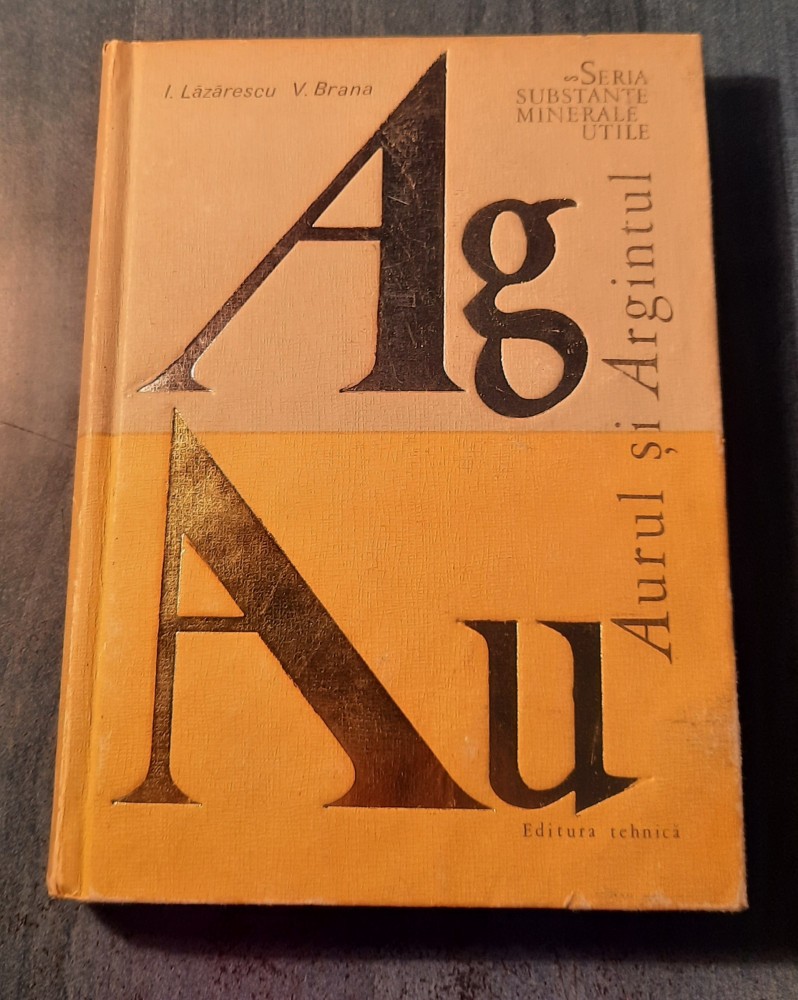 I. Lăzărescu V. Brana
SERIA
SUBSTANȚE
MINERALE
UTILE
Ag
Aurul și Argintul
Au
Editura tehnică